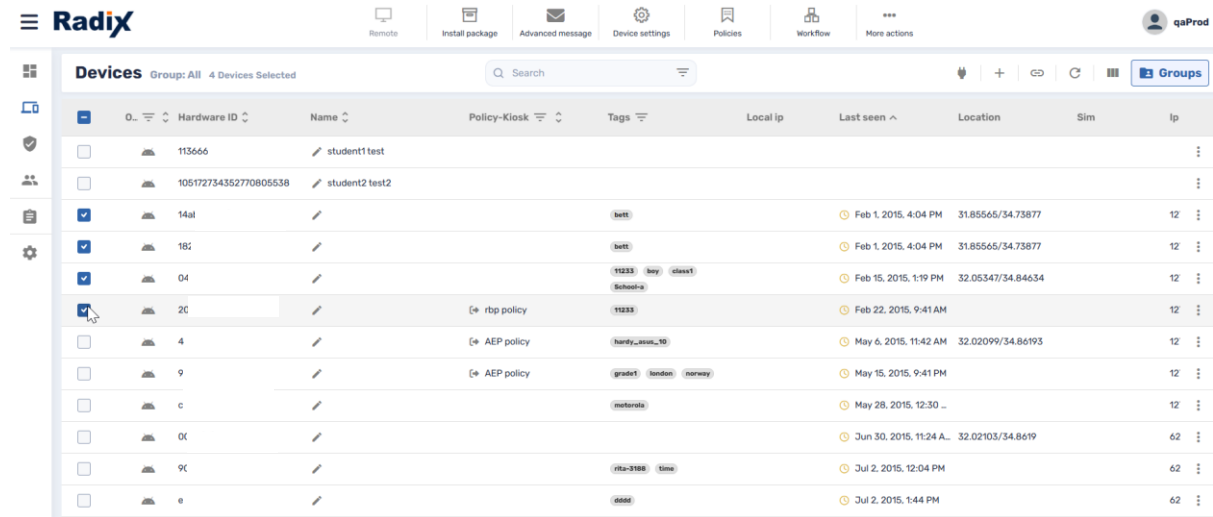 RadiX
Remote Install package Advanced message Device settings Policies Workflow More actions qaProd
Devices Group: All 4 Devices Selected Search Groups
O.. Hardware ID Name Policy-Kiosk Tags Local ip Last seen Location Sim Ip
113666 student1 test
105172734352770805538 student2 test2
14al bett Feb 1, 2015, 4:04 PM 31.85565/34.73877 12
182 bett Feb 1, 2015, 4:04 PM 31.85565/34.73877 12
04 11233 boy class1 Feb 15, 2015, 1:19 PM 32.05347/34.84634 12
School-a
20 rbp policy 11233 Feb 22, 2015, 9:41 AM 12
4 AEP policy hardy_asus_10 May 6, 2015, 11:42 AM 32.02099/34.86193 12
9 AEP policy grade1 london norway May 15, 2015, 9:41 PM 12
c motorola May 28, 2015, 12:30 ... 12
00 Jun 30, 2015, 11:24 A... 32.02103/34.8619 62
90 rita-3188 time Jul 2, 2015, 12:04 PM 62
e dddd Jul 2, 2015, 1:44 PM 62